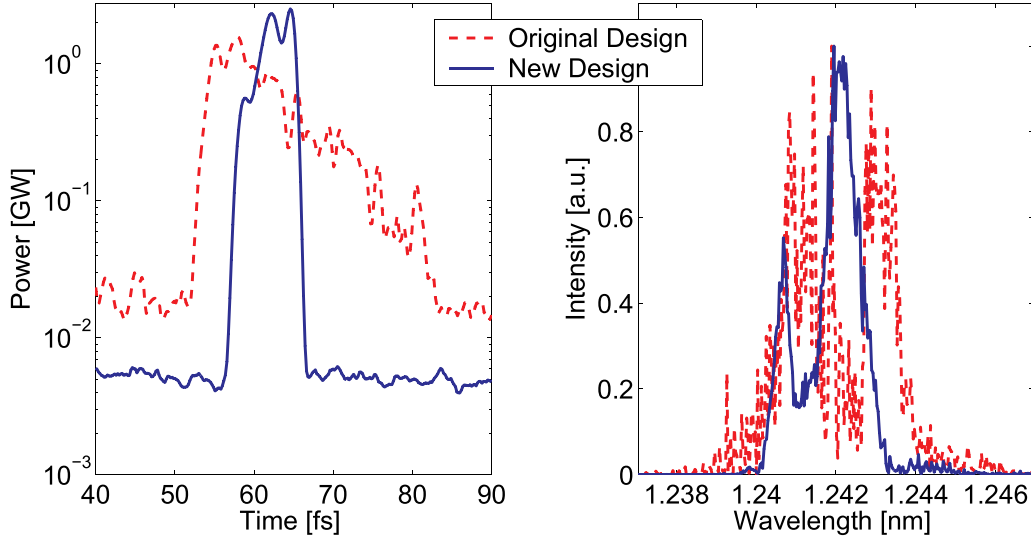 Original Design
New Design
10⁰
10⁻¹
10⁻²
10⁻³
Power [GW]
40 50 60 70 80 90
Time [fs]
0.8
0.6
0.4
0.2
0
Intensity [a.u.]
1.238 1.24 1.242 1.244 1.246
Wavelength [nm]